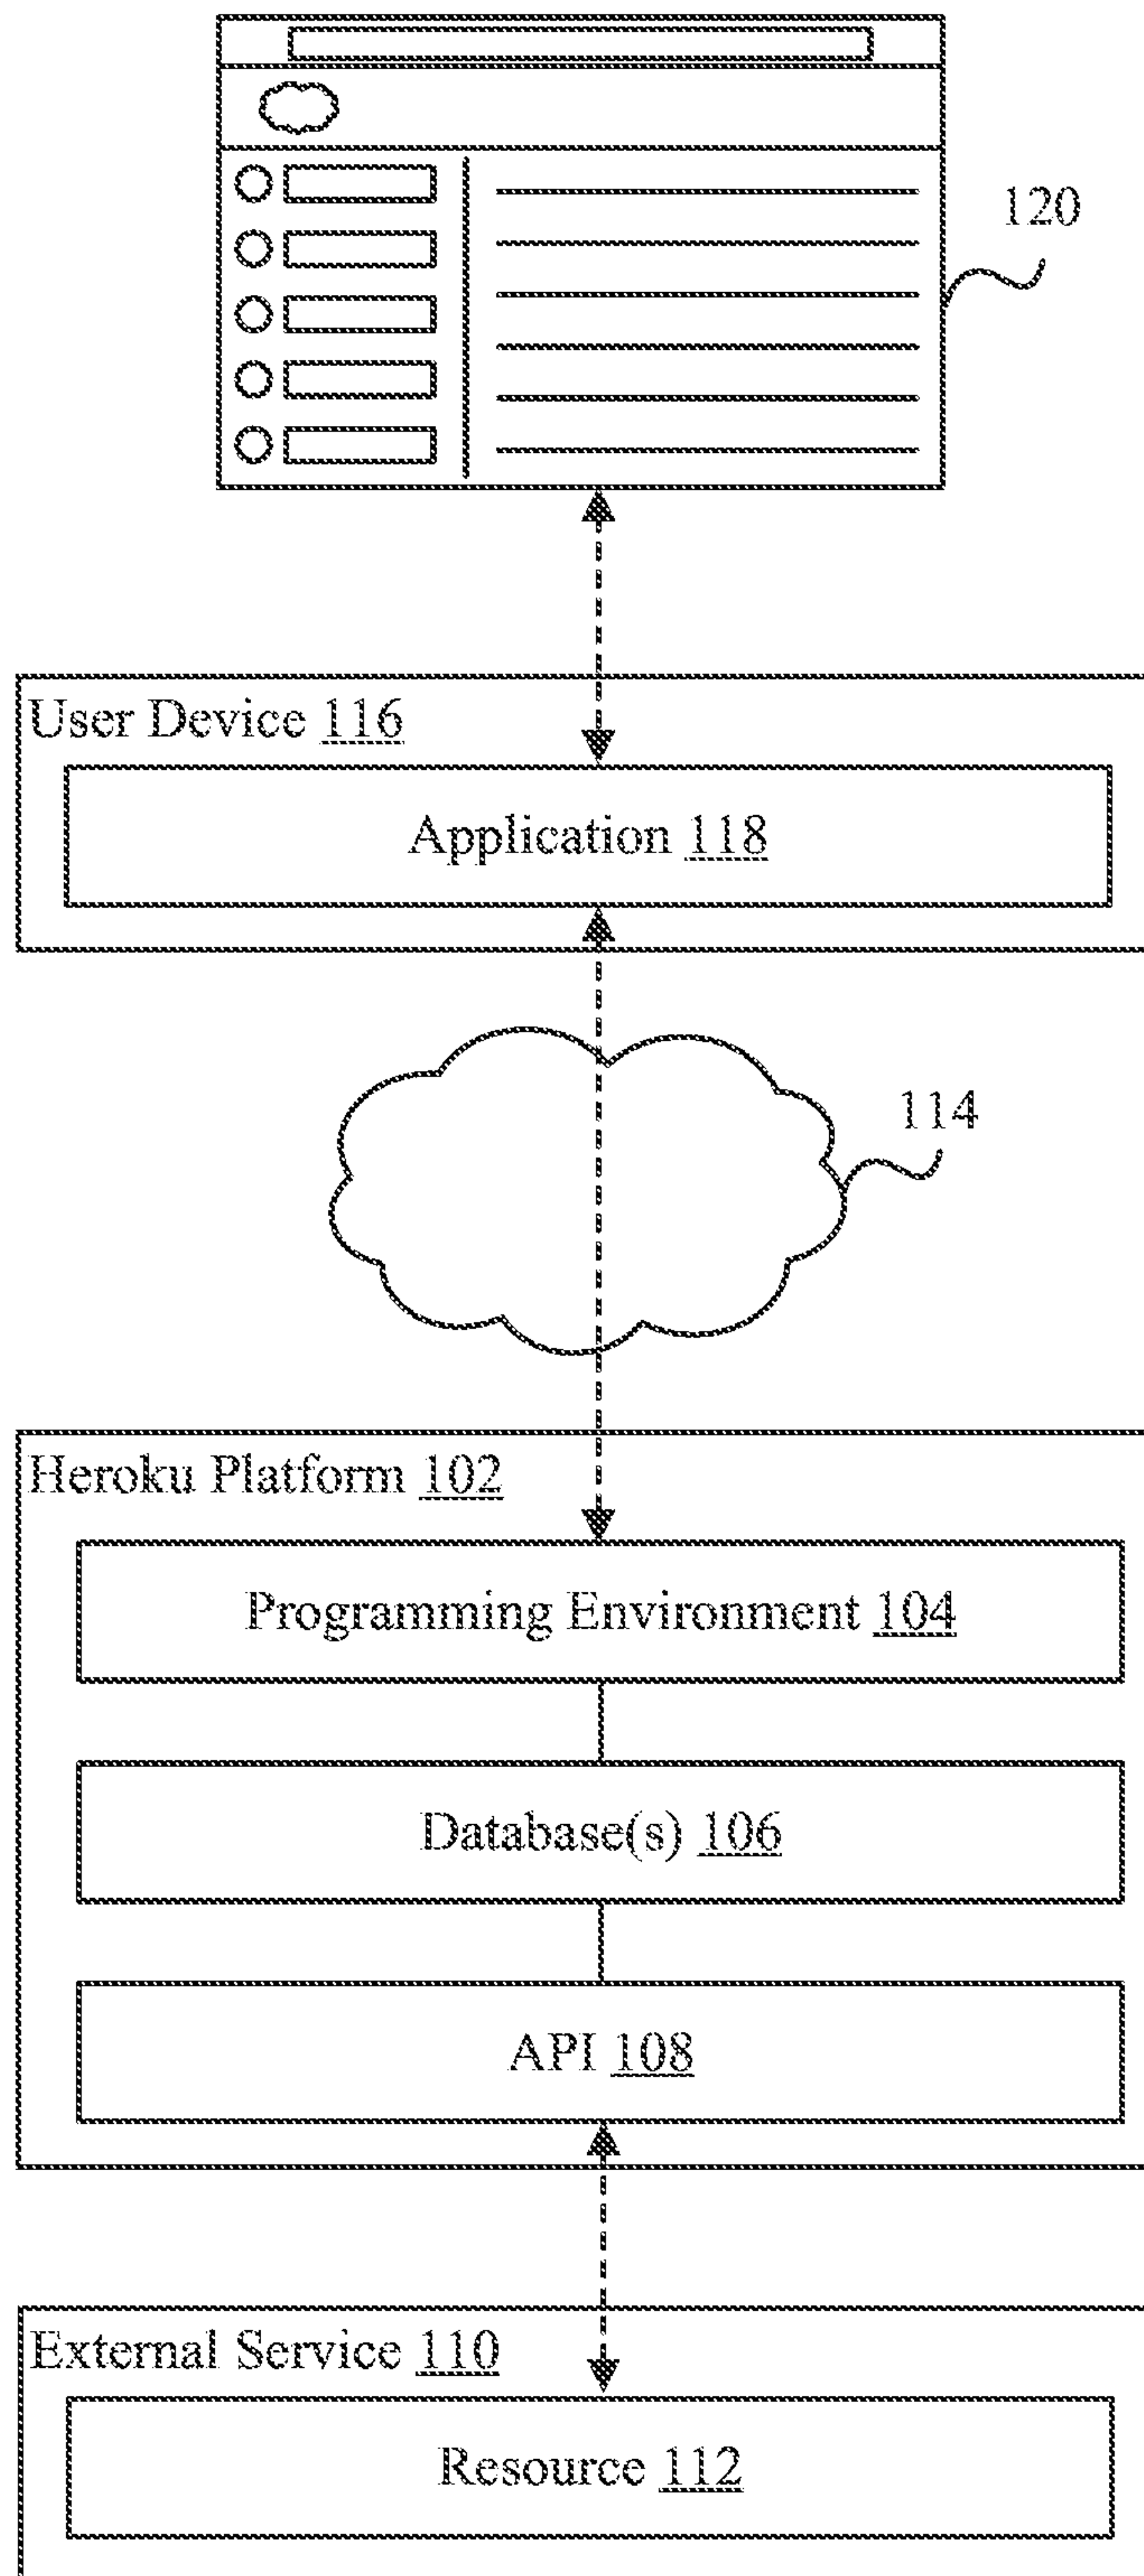 120
User Device 116
Application 118
114
Heroku Platform 102
Programming Environment 104
Database(s) 106
API 108
External Service 110
Resource 112